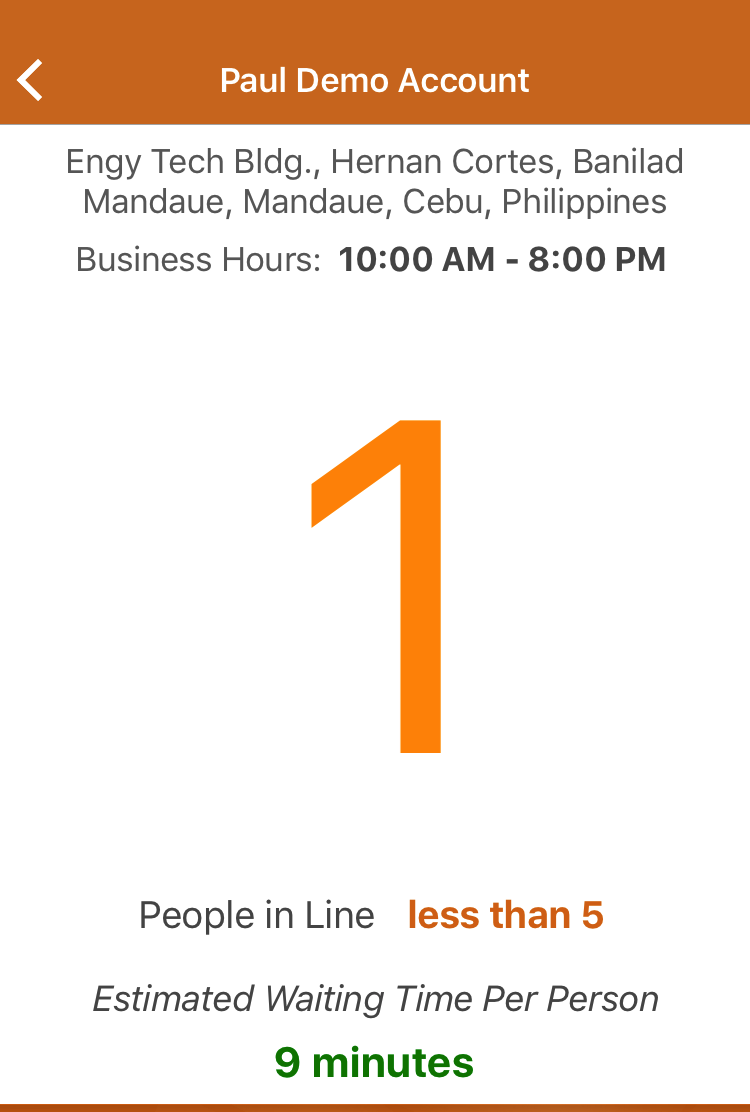 Paul Demo Account
Engy Tech Bldg., Hernan Cortes, Banilad
Mandaue, Mandaue, Cebu, Philippines
Business Hours: 10:00 AM - 8:00 PM
1
People in Line less than 5
Estimated Waiting Time Per Person
9 minutes